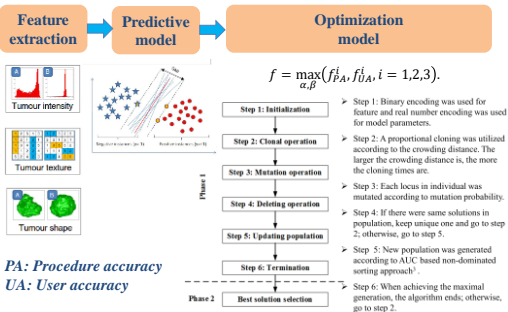 Feature
extraction
Predictive
model
Optimization
model
A
B
Tumour intensity
Tumour texture
A
B
Tumour shape
PA: Procedure accuracy
UA: User accuracy
f = max(f^i_PA, f^i_UA, i = 1,2,3).
α,β
Phase 1
Step 1: Initialization
Step 2: Clonal operation
Step 3: Mutation operation
Step 4: Deleting operation
Step 5: Updating population
Step 6: Termination
Phase 2
Best solution selection
➢ Step 1: Binary encoding was used for
feature and real number encoding was used
for model parameters.
➢ Step 2: A proportional cloning was utilized
according to the crowding distance. The
larger the crowding distance is, the more
the cloning times are.
➢ Step 3: Each locus in individual was
mutated according to mutation probability.
➢ Step 4: If there were same solutions in
population, keep unique one and go to step
2; otherwise, go to step 5.
➢ Step 5: New population was generated
according to AUC based non-dominated
sorting approach³ .
➢ Step 6: When achieving the maximal
generation, the algorithm ends; otherwise,
go to step 2.